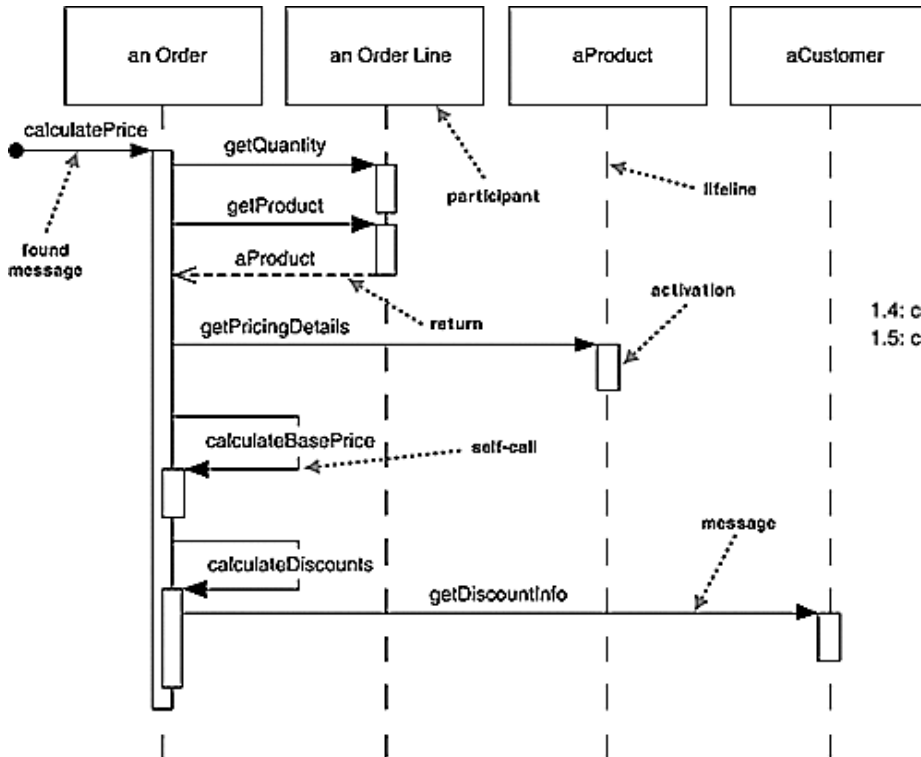 an Order
an Order Line
aProduct
aCustomer
calculatePrice
getQuantity
participant
lifeline
getProduct
found
message
aProduct
return
activation
getPricingDetails
1.4: c
1.5: c
calculateBasePrice
self-call
message
calculateDiscounts
getDiscountInfo